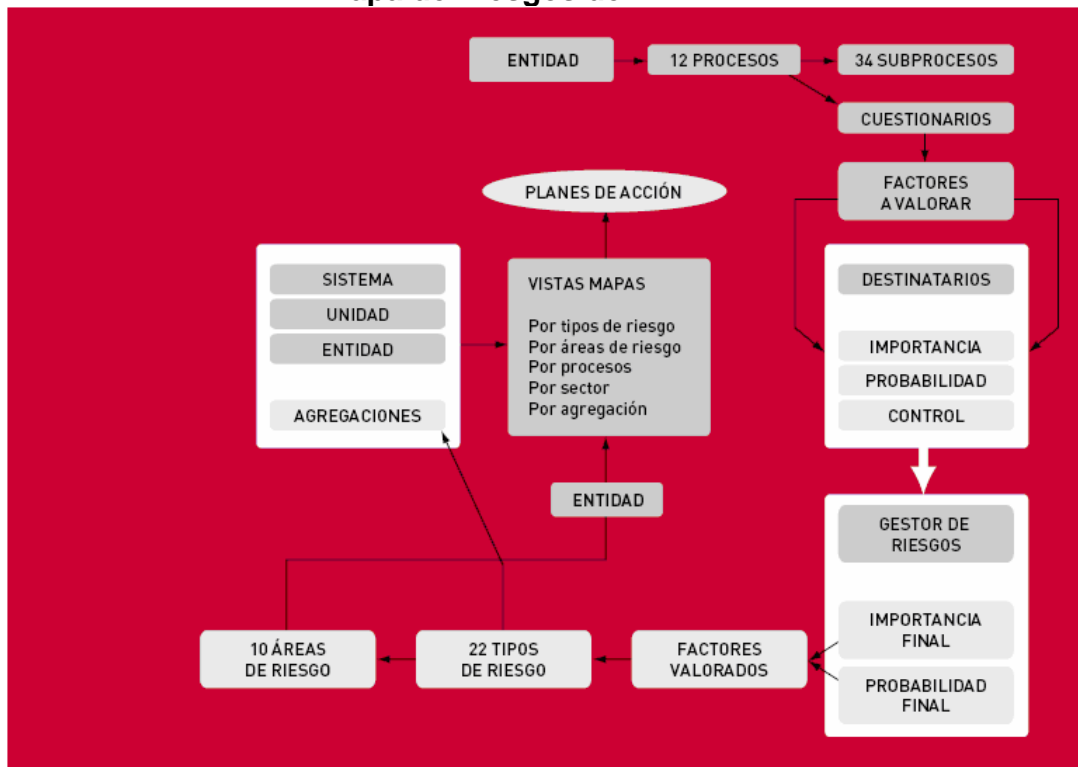 ENTIDAD
12 PROCESOS
34 SUBPROCESOS
CUESTIONARIOS
FACTORES
A VALORAR
PLANES DE ACCIÓN
SISTEMA
UNIDAD
ENTIDAD
AGREGACIONES
VISTAS MAPAS
Por tipos de riesgo
Por áreas de riesgo
Por procesos
Por sector
Por agregación
DESTINATARIOS
IMPORTANCIA
PROBABILIDAD
CONTROL
ENTIDAD
GESTOR DE
RIESGOS
IMPORTANCIA
FINAL
PROBABILIDAD
FINAL
10 ÁREAS
DE RIESGO
22 TIPOS
DE RIESGO
FACTORES
VALORADOS